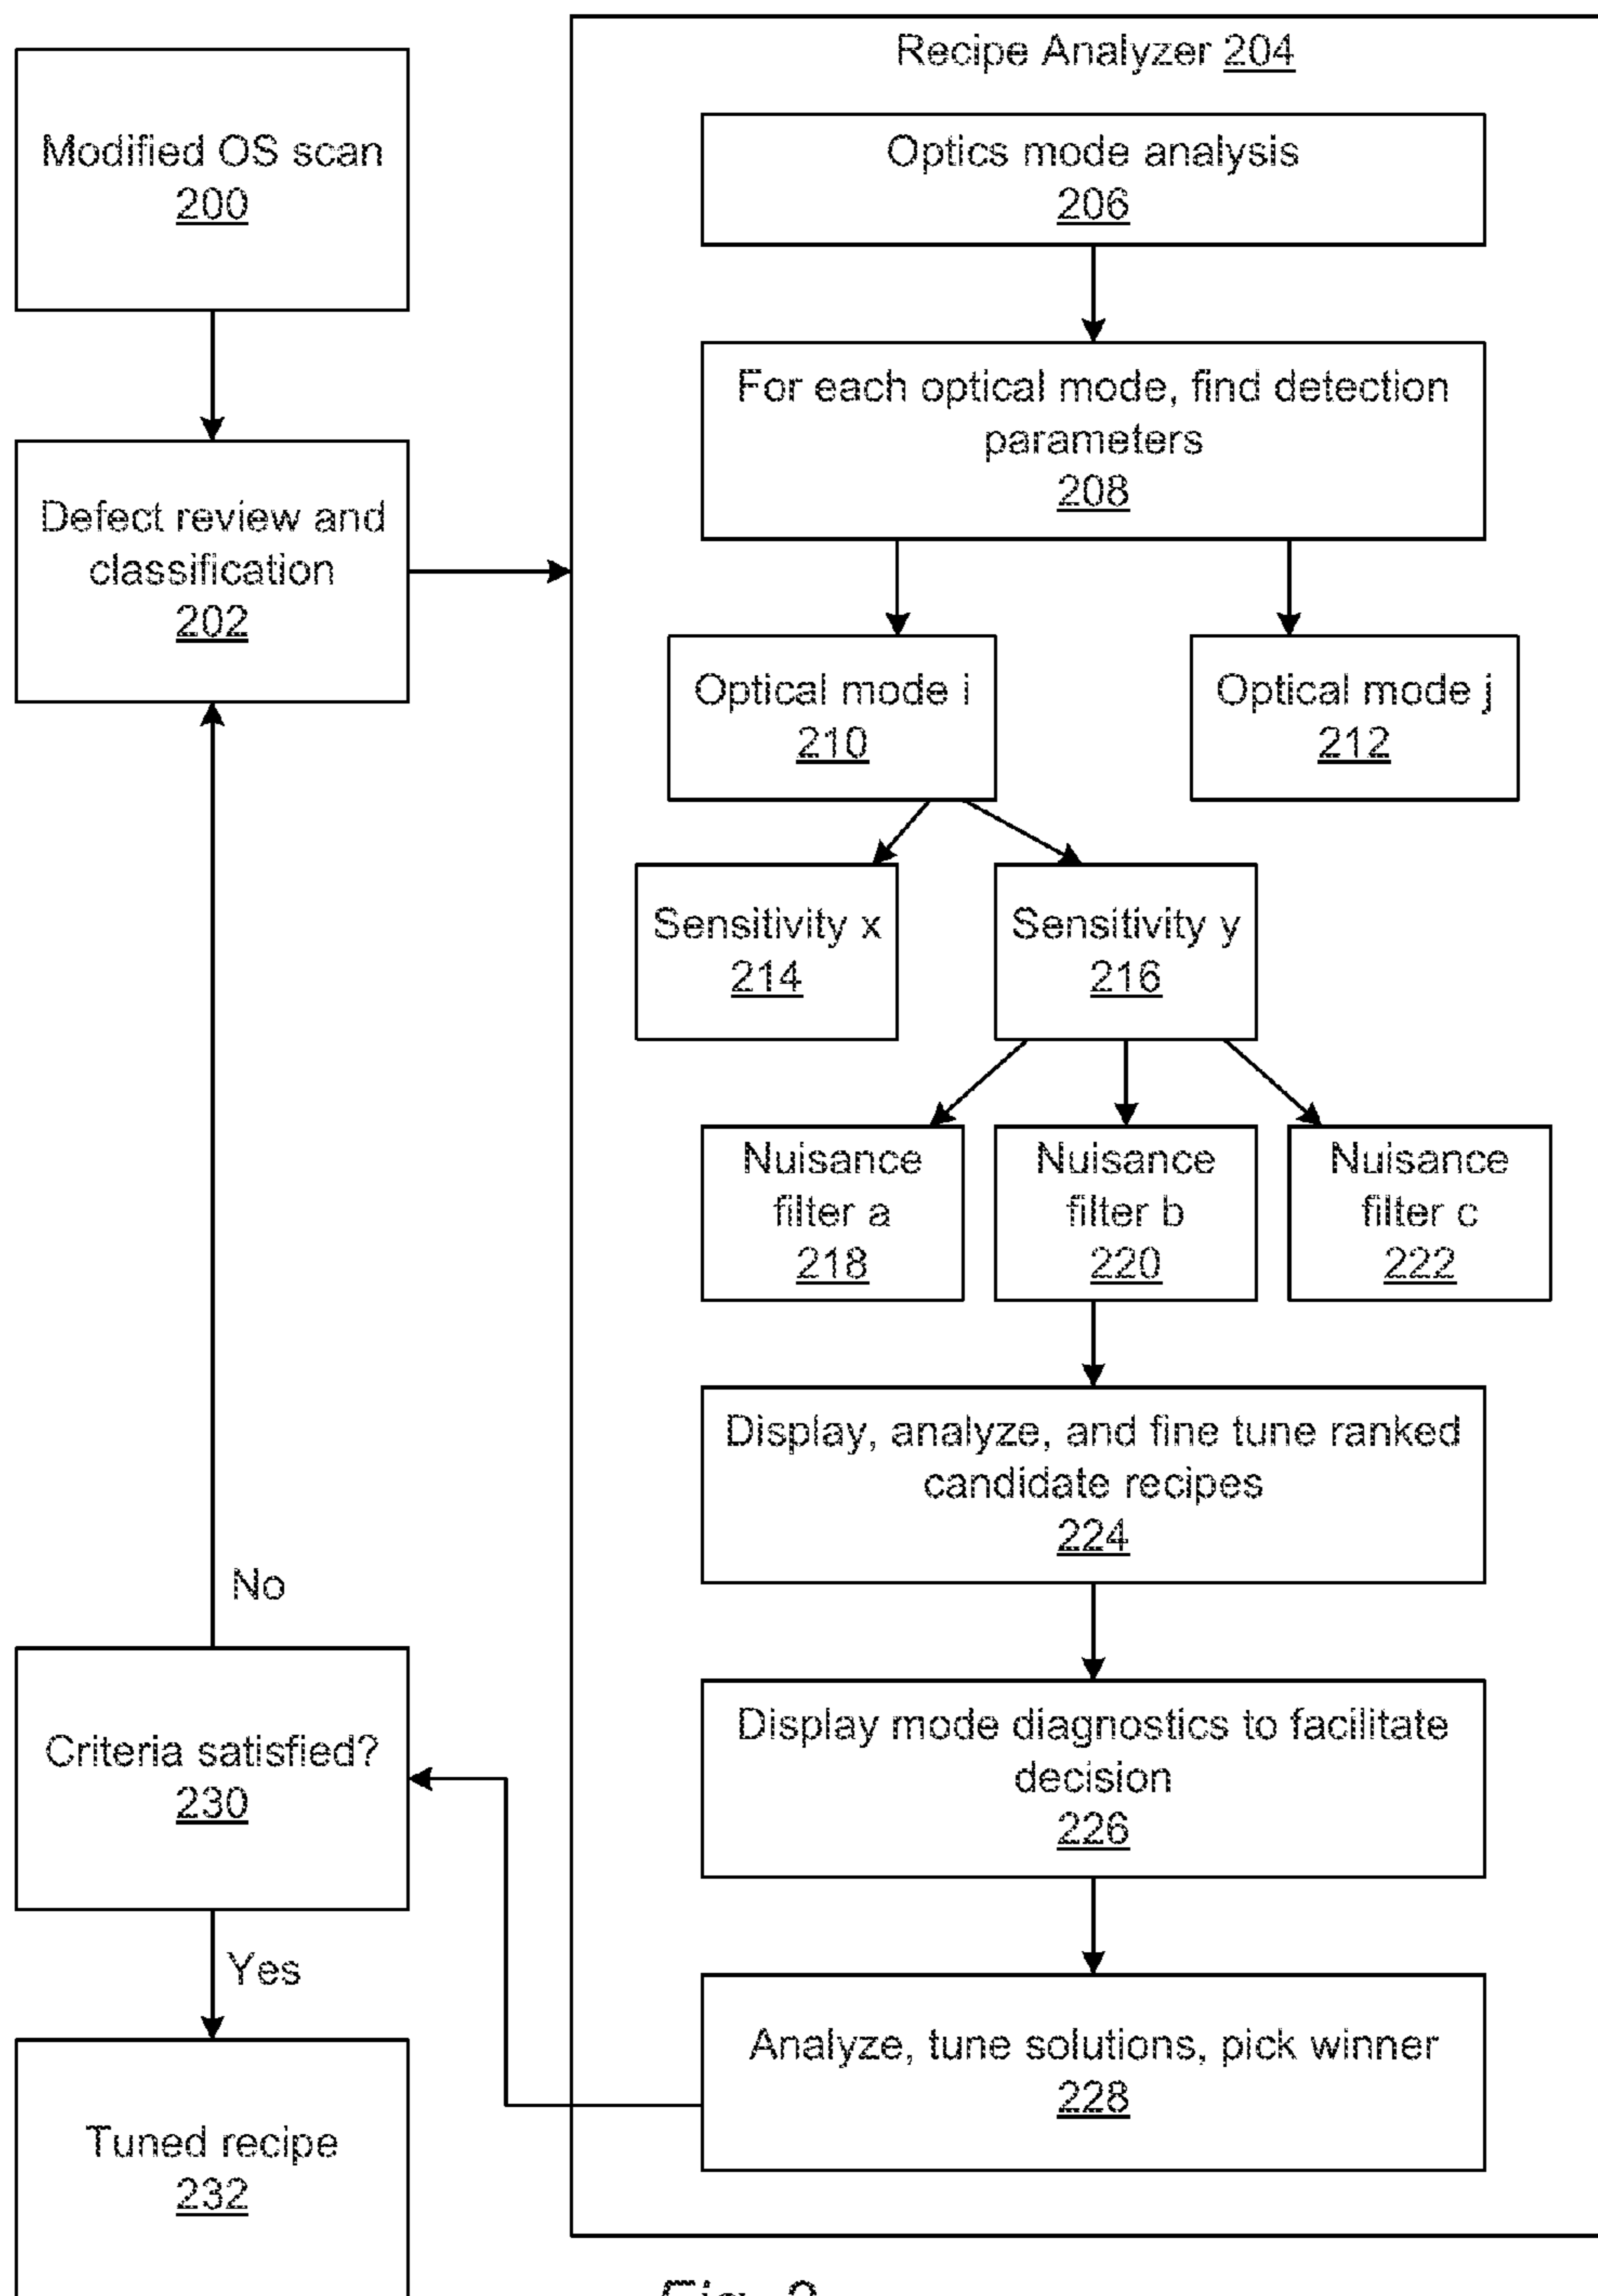 Modified OS scan
200
Defect review and
classification
202
Recipe Analyzer 204
Optics mode analysis
206
For each optical mode, find detection
parameters
208
Optical mode i
210
Optical mode j
212
Sensitivity x
214
Sensitivity y
216
Nuisance
filter a
218
Nuisance
filter b
220
Nuisance
filter c
222
Display, analyze, and fine tune ranked
candidate recipes
224
Display mode diagnostics to facilitate
decision
226
Analyze, tune solutions, pick winner
228
No
Criteria satisfied?
230
Yes
Tuned recipe
232